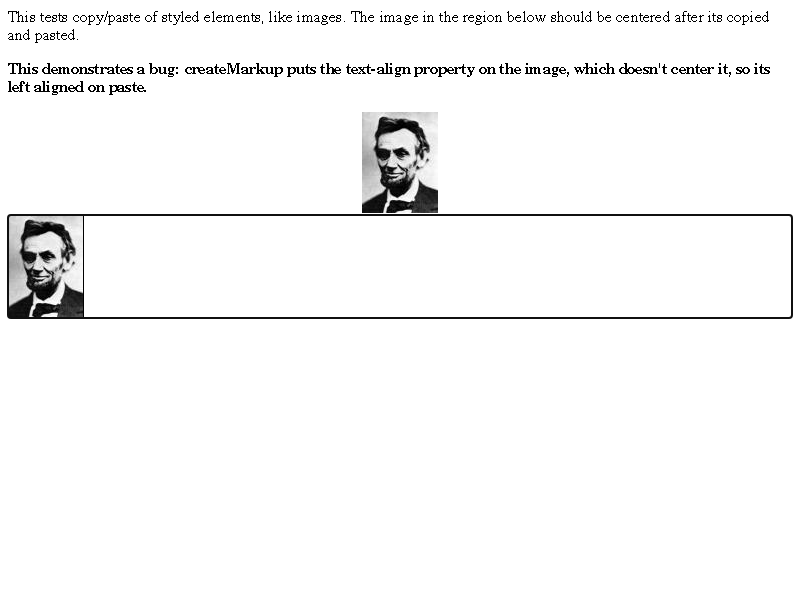 This tests copy/paste of styled elements, like images. The image in the region below should be centered after its copied
and pasted.
This demonstrates a bug: createMarkup puts the text-align property on the image, which doesn't center it, so its
left aligned on paste.